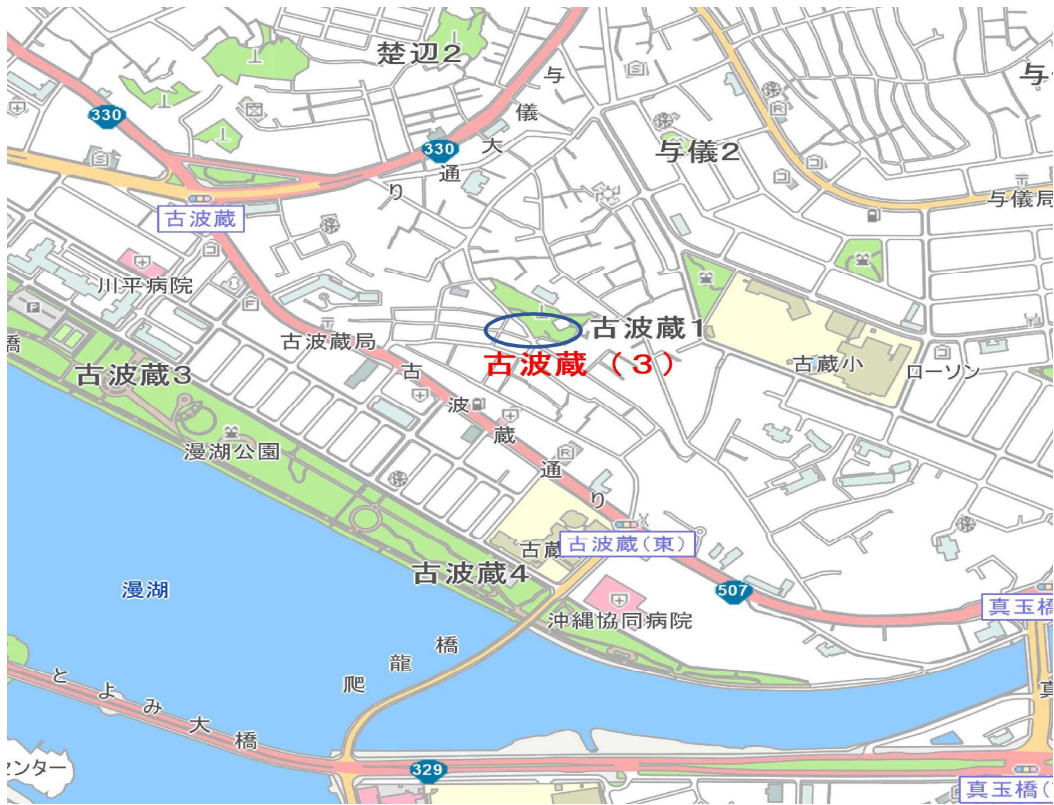 楚辺2
330
330
与儀大通り
与儀2
与儀局
古波蔵
川平病院
古波蔵局
古波蔵1
古波蔵(3)
古蔵小
ローソン
橋
古波蔵3
漫湖公園
古波蔵通り
古蔵
古波蔵(東)
古波蔵4
漫湖
507
沖縄協同病院
真玉橋
爬龍橋
とよみ大橋
センター
329
真玉橋(